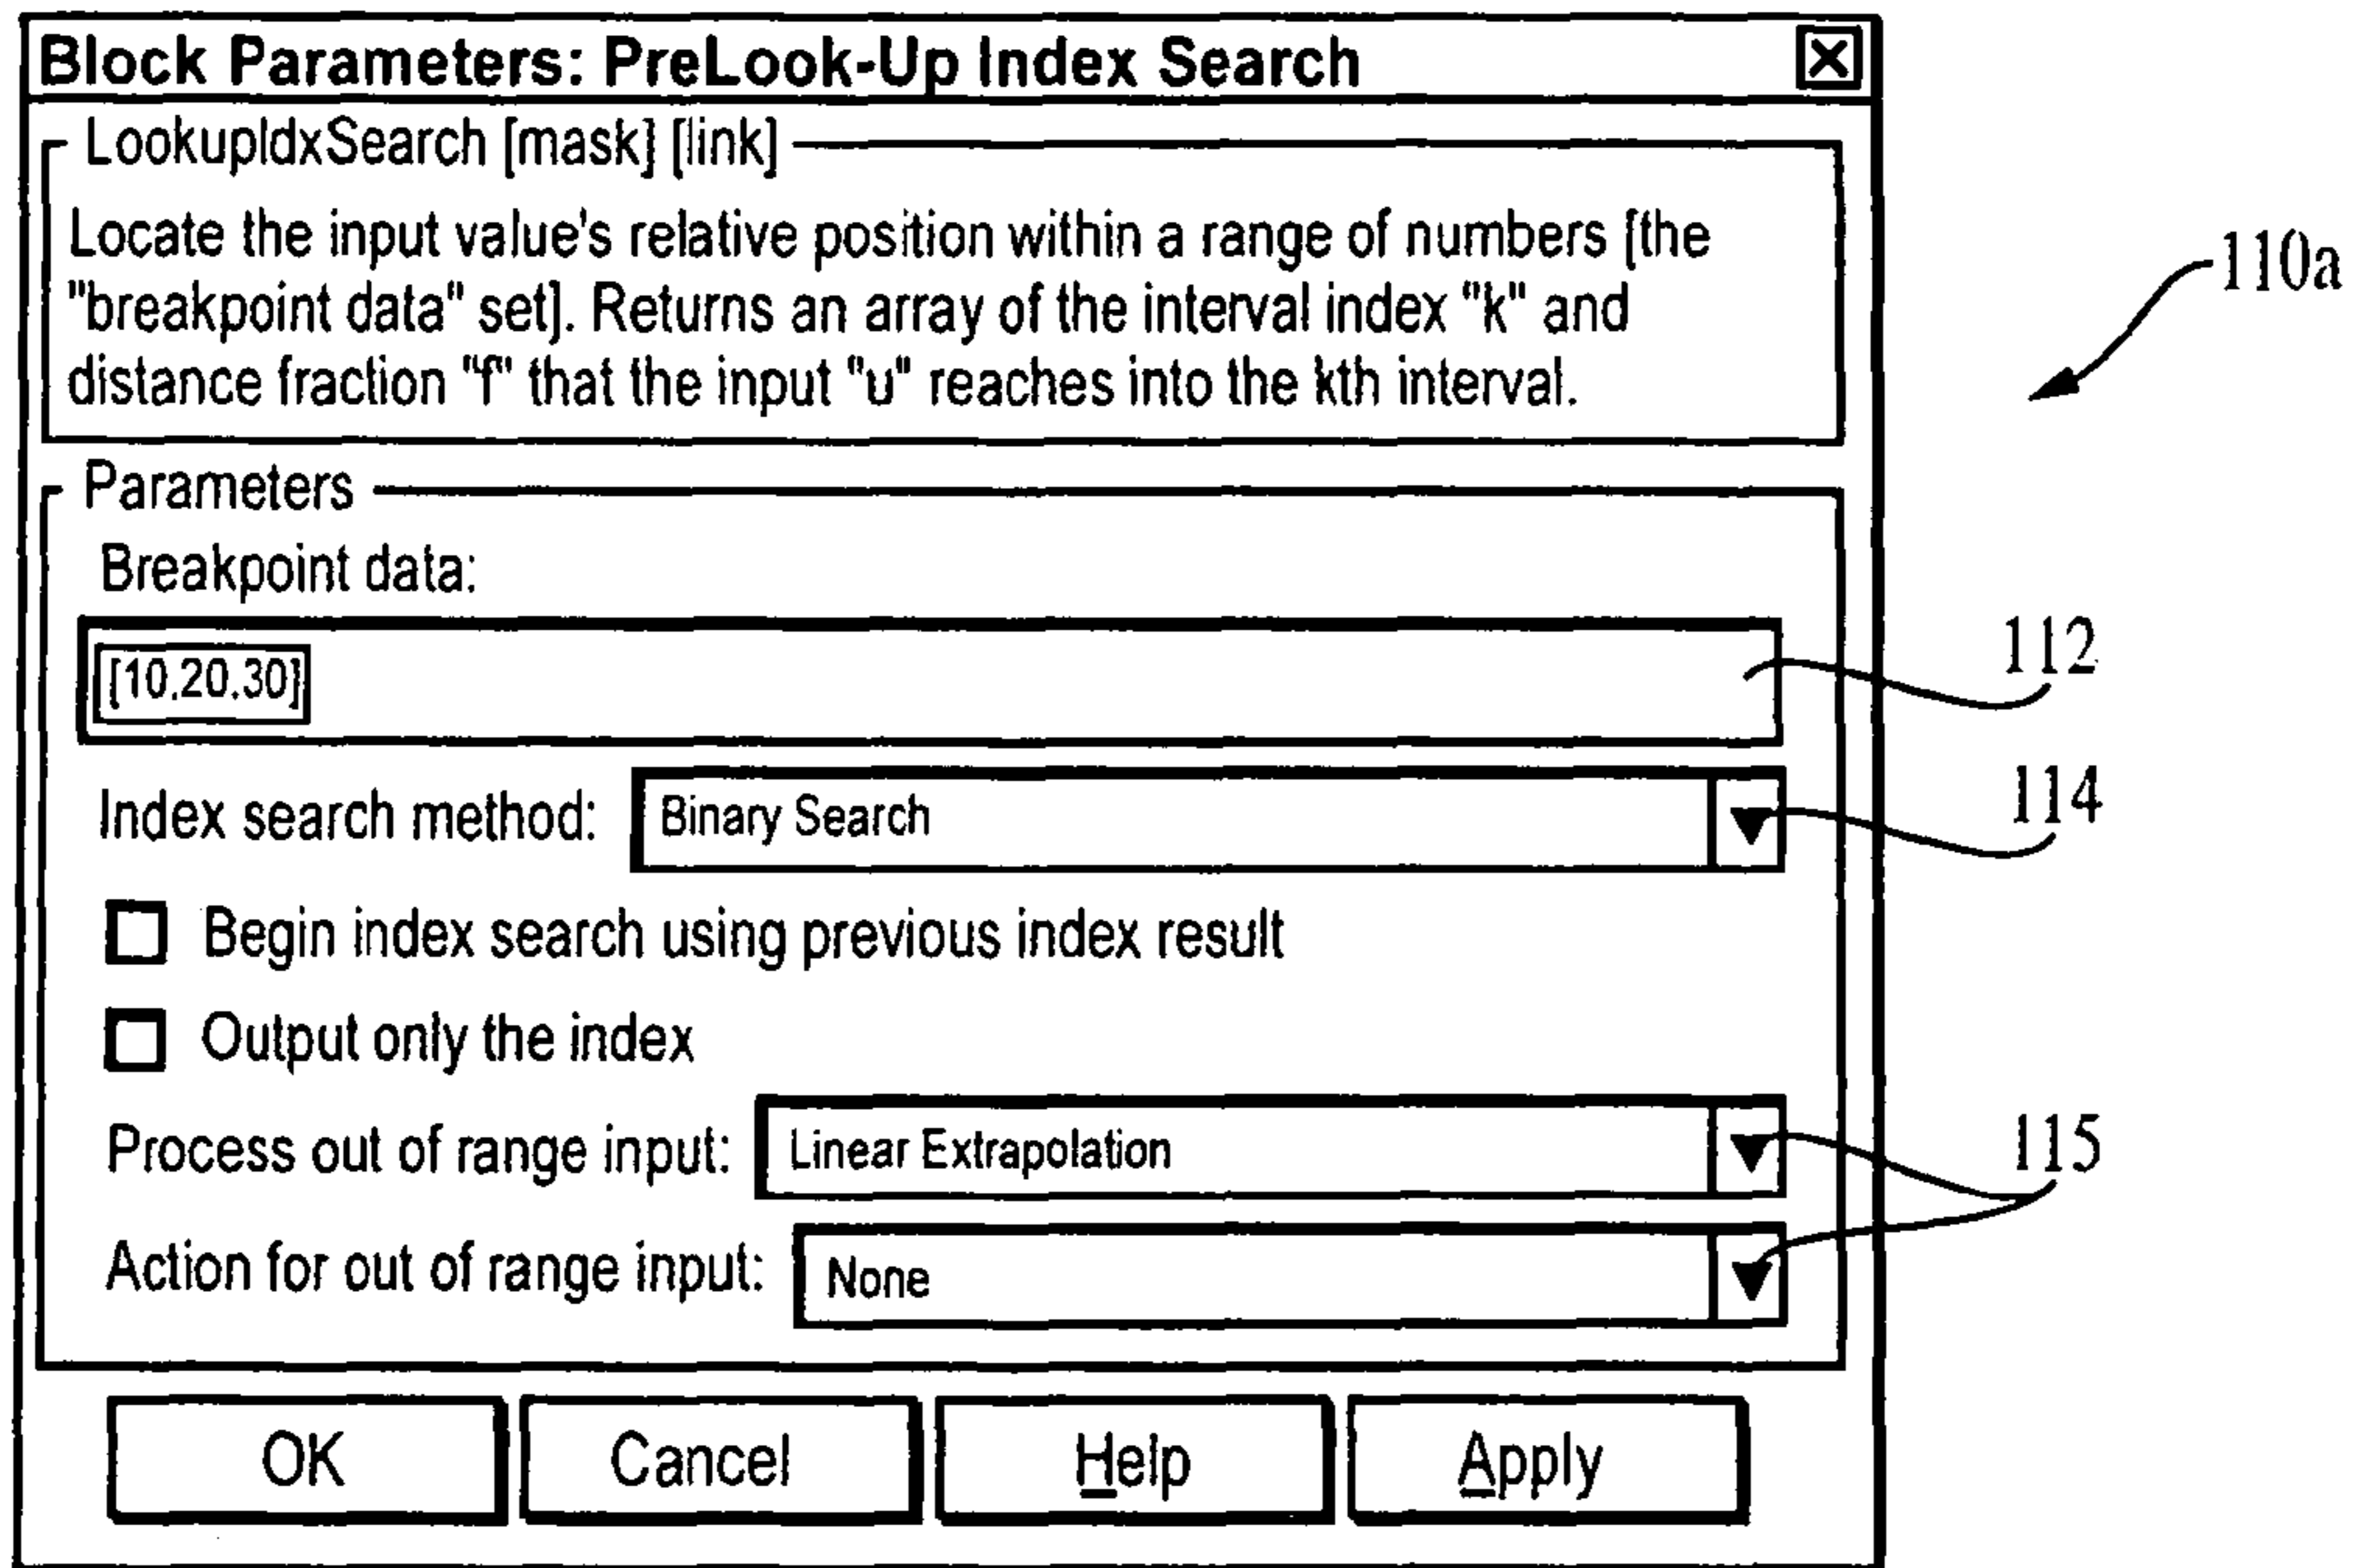 Block Parameters: PreLook-Up Index Search
LookupIdxSearch [mask] [link]
Locate the input value's relative position within a range of numbers [the
"breakpoint data" set]. Returns an array of the interval index "k" and
distance fraction "f" that the input "u" reaches into the kth interval.
110a
Parameters
Breakpoint data:
[10,20,30]
112
Index search method: Binary Search
114
Begin index search using previous index result
Output only the index
Process out of range input: Linear Extrapolation
115
Action for out of range input: None
OK Cancel Help Apply